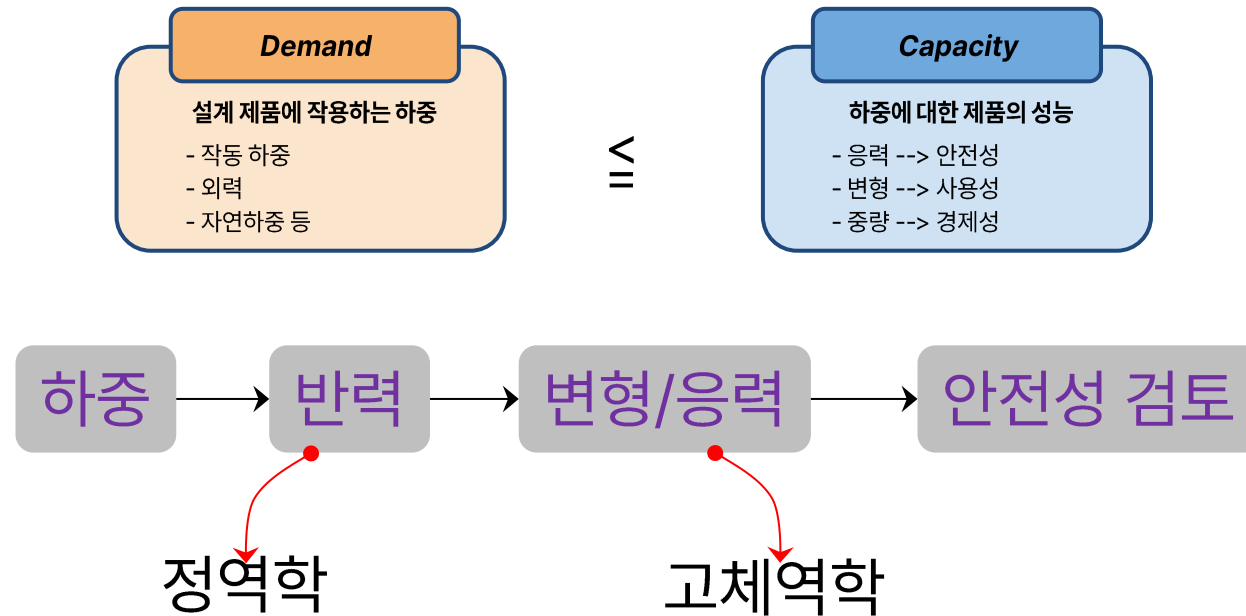 Demand
설계 제품에 작용하는 하중
- 작동 하중
- 외력
- 자연하중 등
≤
Capacity
하중에 대한 제품의 성능
- 응력 --> 안전성
- 변형 --> 사용성
- 중량 --> 경제성
하중
반력
변형/응력
안전성 검토
정역학
고체역학